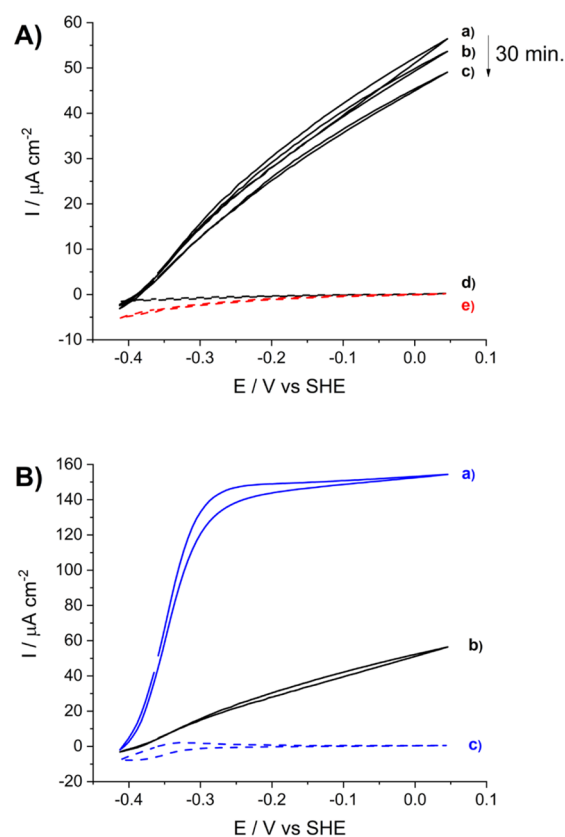 A)
60
50
40
30
20
10
0
-10
I / μA cm-2
-0.4 -0.3 -0.2 -0.1 0.0 0.1
E / V vs SHE
a)
b)
c)
30 min.
d)
e)
B)
160
140
120
100
80
60
40
20
0
-20
I / μA cm-2
-0.4 -0.3 -0.2 -0.1 0.0 0.1
E / V vs SHE
a)
b)
c)